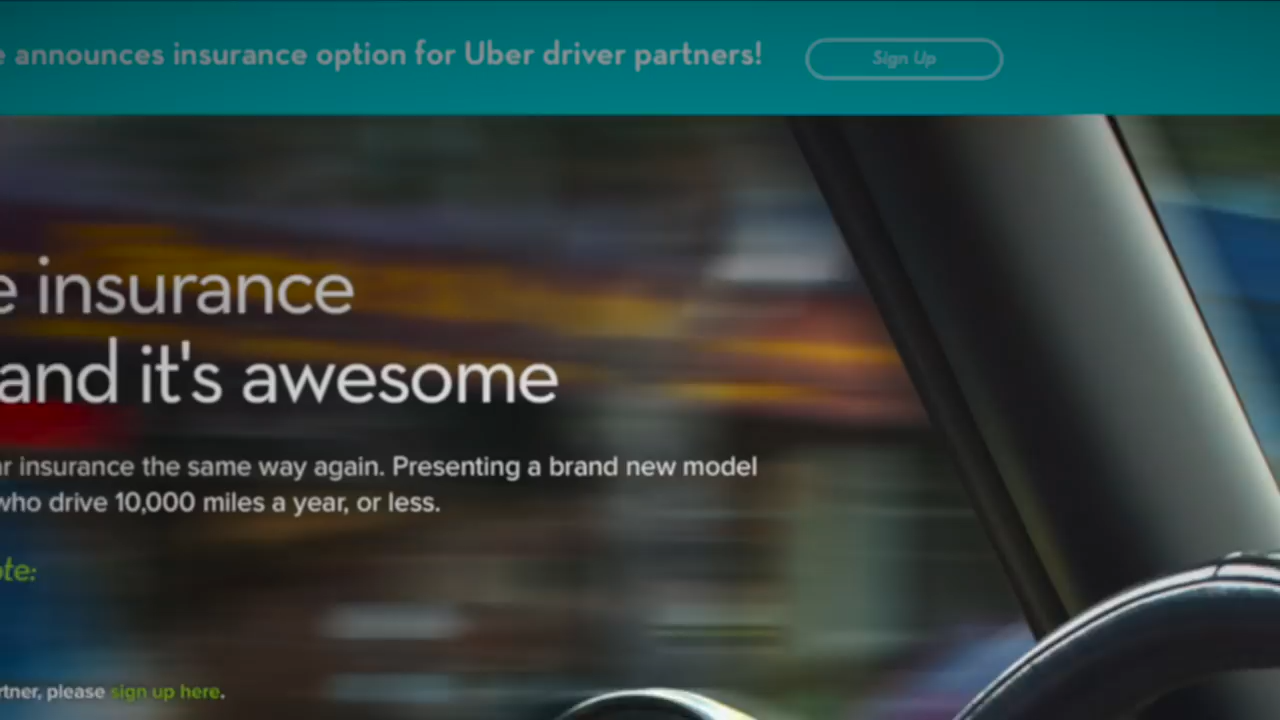 e announces insurance option for Uber driver partners!
Sign Up
e insurance
and it's awesome
r insurance the same way again. Presenting a brand new model
who drive 10,000 miles a year, or less.
ote:
rtner, please sign up here.